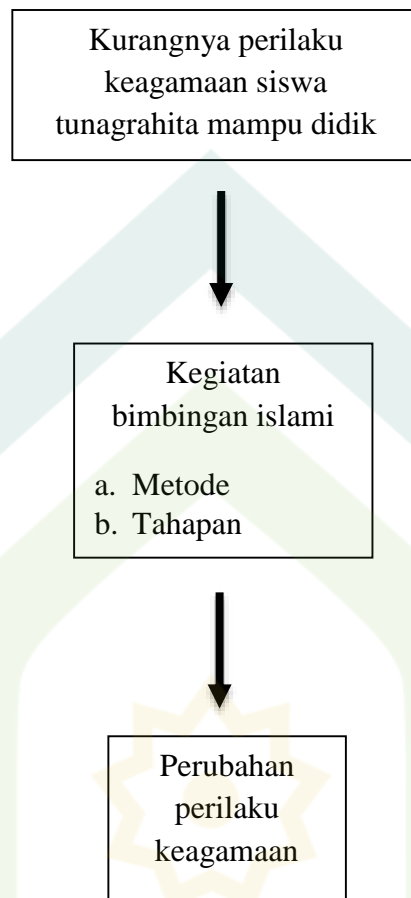 Kurangnya perilaku
keagamaan siswa
tunagrahita mampu didik
Kegiatan
bimbingan islami
a. Metode
b. Tahapan
Perubahan
perilaku
keagamaan